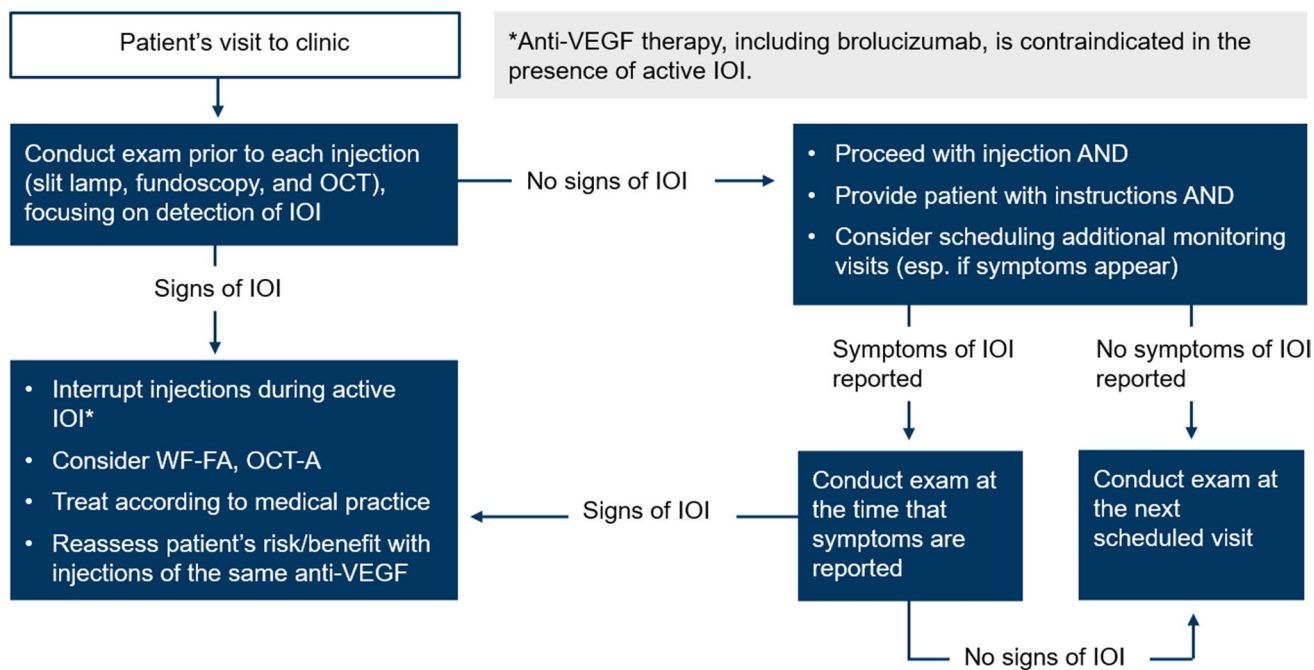 Patient's visit to clinic
*Anti-VEGF therapy, including brolucizumab, is contraindicated in the
presence of active IOI.
Conduct exam prior to each injection
(slit lamp, fundoscopy, and OCT),
focusing on detection of IOI
No signs of IOI
• Proceed with injection AND
• Provide patient with instructions AND
• Consider scheduling additional monitoring
visits (esp. if symptoms appear)
Signs of IOI
Symptoms of IOI
reported
No symptoms of IOI
reported
• Interrupt injections during active
IOI*
• Consider WF-FA, OCT-A
• Treat according to medical practice
• Reassess patient's risk/benefit with
injections of the same anti-VEGF
Signs of IOI
Conduct exam at
the time that
symptoms are
reported
Conduct exam at
the next
scheduled visit
No signs of IOI